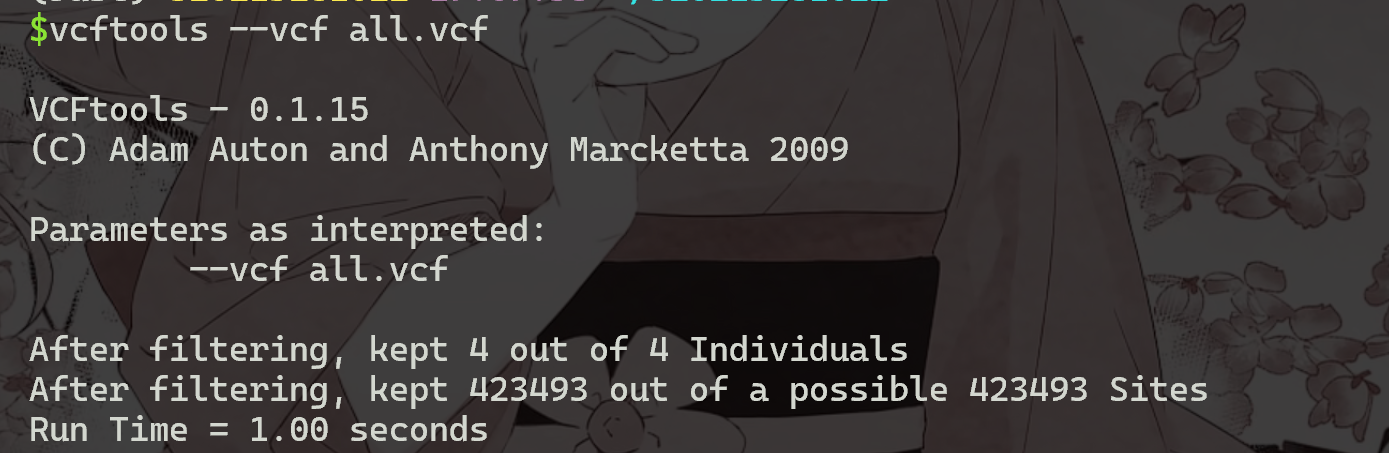 $vcftools --vcf all.vcf
VCFtools - 0.1.15
(C) Adam Auton and Anthony Marcketta 2009
Parameters as interpreted:
--vcf all.vcf
After filtering, kept 4 out of 4 Individuals
After filtering, kept 423493 out of a possible 423493 Sites
Run Time = 1.00 seconds